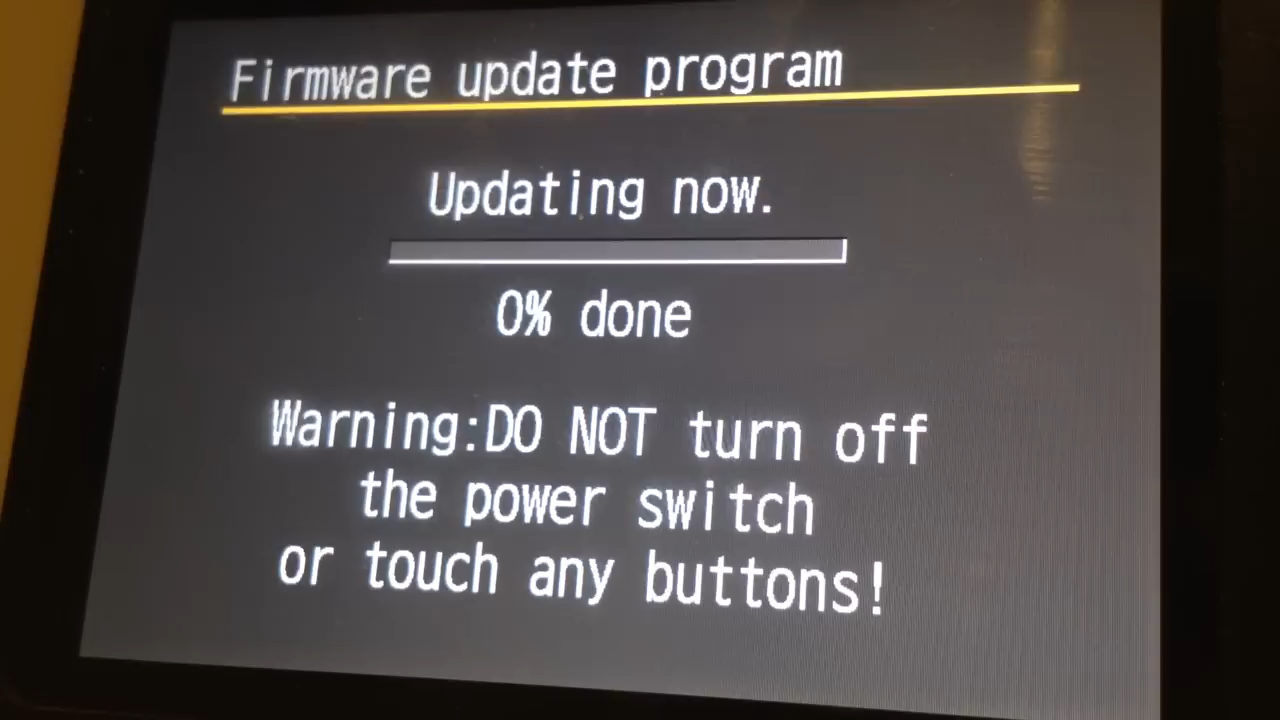 Firmware update program
Updating now.
0% done
Warning:DO NOT turn off
the power switch
or touch any buttons!